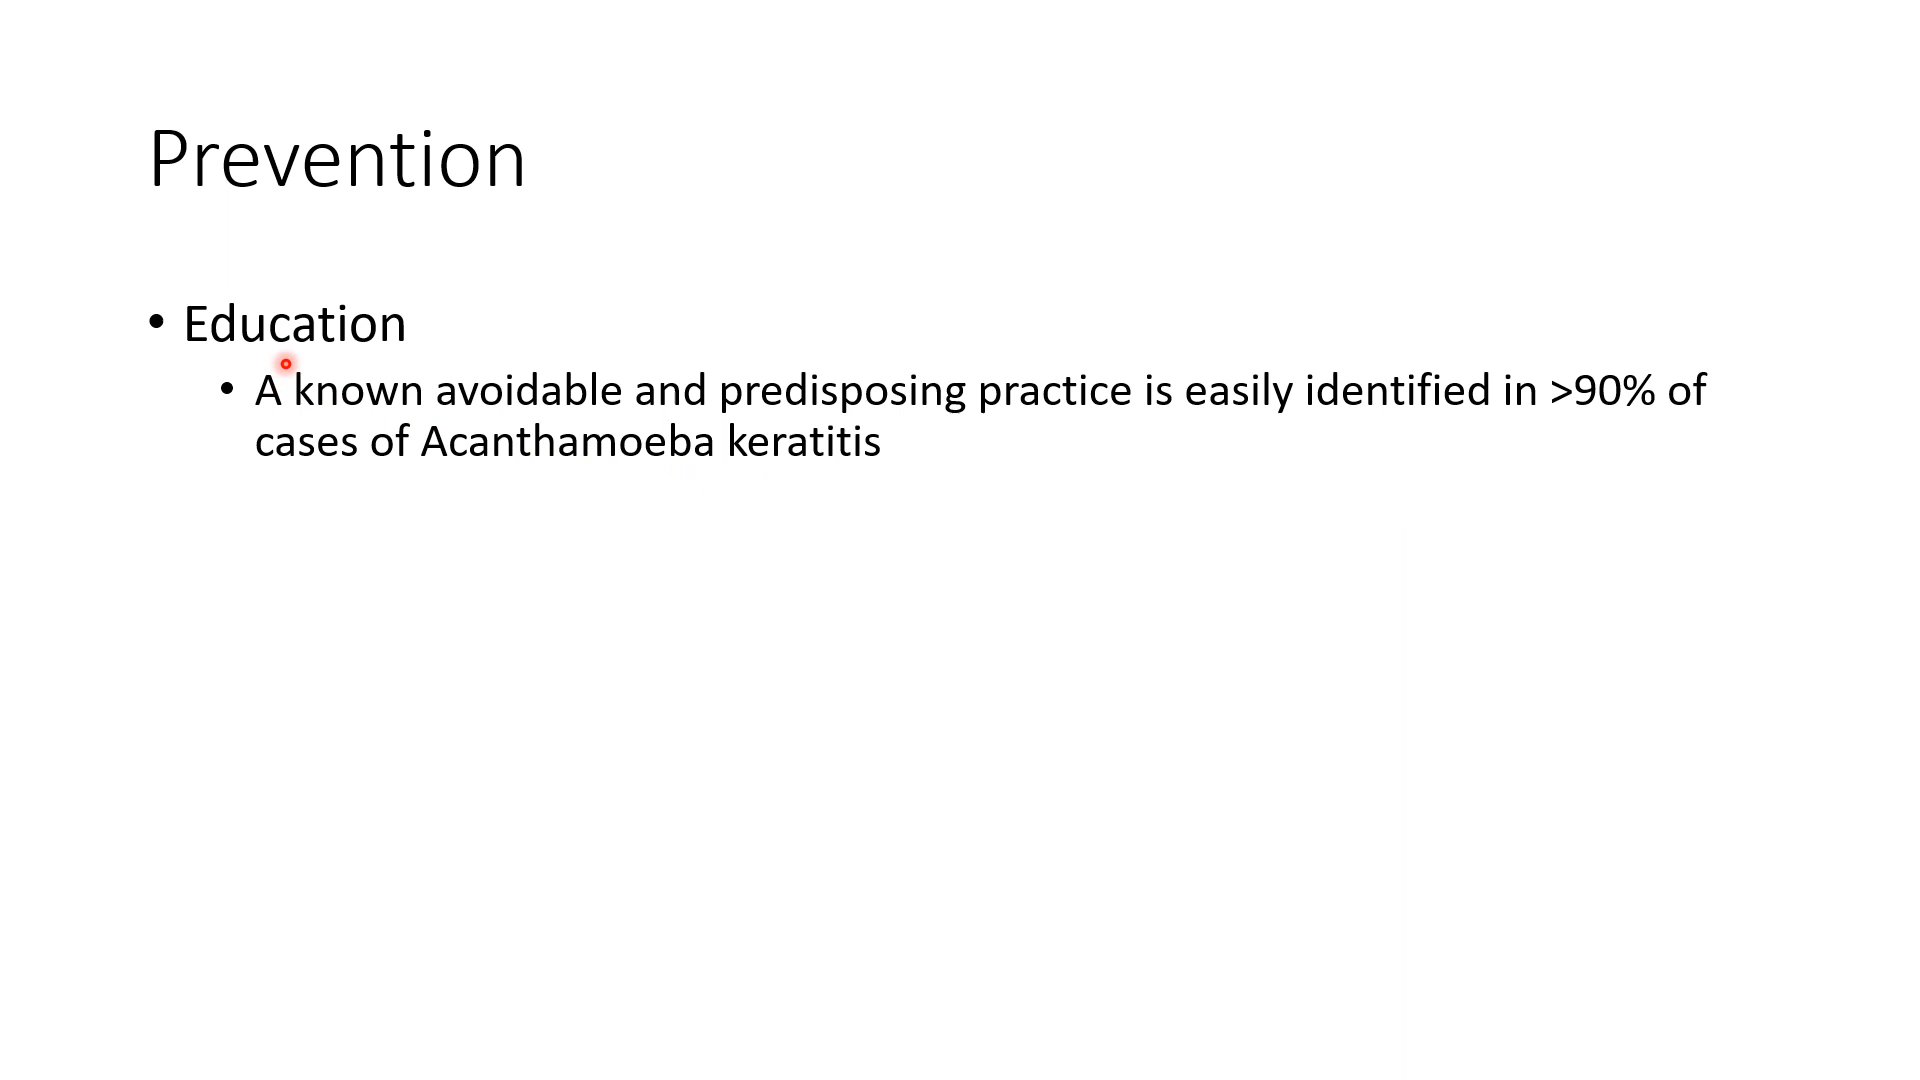 Prevention
• Education
• A known avoidable and predisposing practice is easily identified in >90% of
cases of Acanthamoeba keratitis